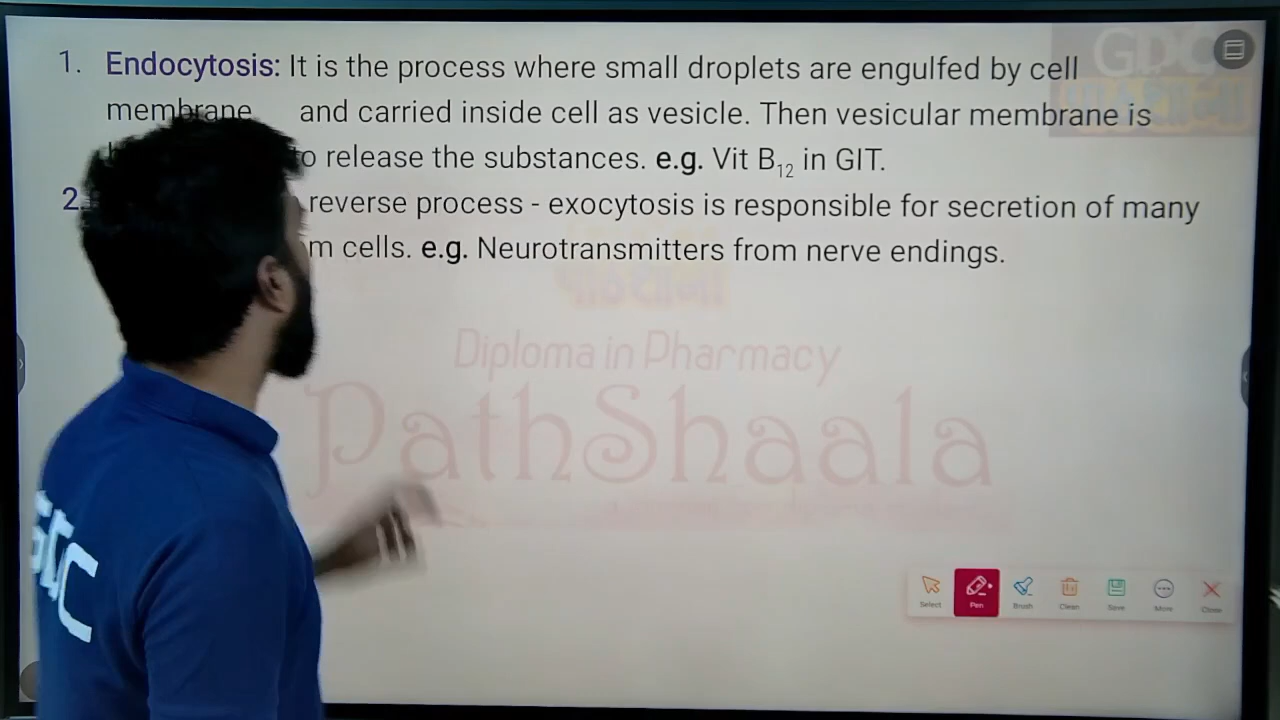 1. Endocytosis: It is the process where small droplets are engulfed by cell
membrane and carried inside cell as vesicle. Then vesicular membrane is
to release the substances. e.g. Vit B₁₂ in GIT.
2. reverse process - exocytosis is responsible for secretion of many
cells. e.g. Neurotransmitters from nerve endings.
Diploma in Pharmacy
PathShaala
GDC
Select Pen Brush Clean Save More Close